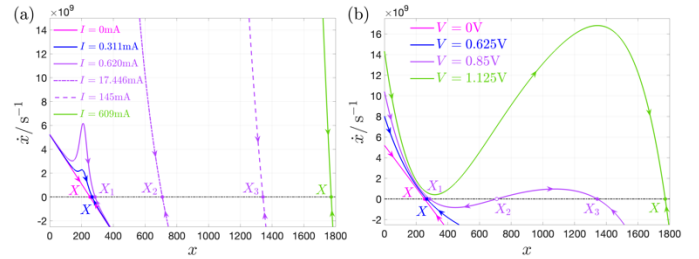 (a)
×10⁹
I = 0mA
I = 0.311mA
I = 0.620mA
I = 17.446mA
I = 145mA
I = 609mA
14
12
10
8
6
4
2
0
-2
ẋ/ s⁻¹
X
X
X₁
X₂
X₃
X
0 200 400 600 800 1000 1200 1400 1600 1800
x
(b)
×10⁹
V = 0V
V = 0.625V
V = 0.85V
V = 1.125V
16
14
12
10
8
6
4
2
0
-2
ẋ/ s⁻¹
X₁
X
X₂
X₃
X
0 200 400 600 800 1000 1200 1400 1600 1800
x